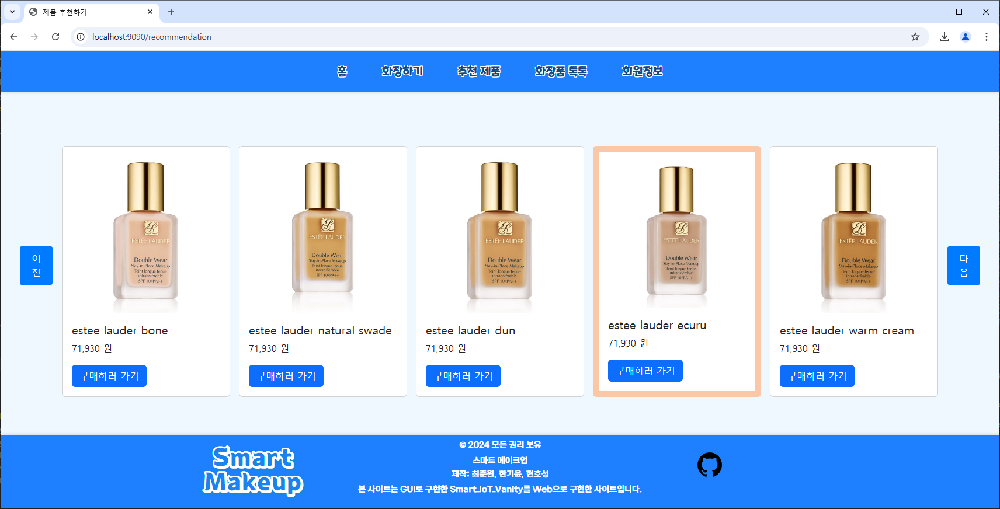 제품 추천하기
localhost:9090/recommendation
홈 화장하기 추천 제품 화장품 톡톡 회원정보
이전
ESTĒE LAUDER
Double Wear
Stay-in-Place Makeup
Teint longue tenue
intransférable
SPF 10/PA++
estee lauder bone
71,930 원
구매하러 가기
ESTĒE LAUDER
Double Wear
Stay-in-Place Makeup
Teint longue tenue
intransférable
SPF 10/PA++
estee lauder natural swade
71,930 원
구매하러 가기
ESTĒE LAUDER
Double Wear
Stay-in-Place Makeup
Teint longue tenue
intransférable
SPF 10/PA++
estee lauder dun
71,930 원
구매하러 가기
ESTĒE LAUDER
Double Wear
Stay-in-Place Makeup
Teint longue tenue
intransférable
SPF 10/PA++
estee lauder ecuru
71,930 원
구매하러 가기
ESTĒE LAUDER
Double Wear
Stay-in-Place Makeup
Teint longue tenue
intransférable
SPF 10/PA++
estee lauder warm cream
71,930 원
구매하러 가기
다음
Smart
Makeup
© 2024 모든 권리 보유
스마트 메이크업
제작: 최준원, 한기윤, 현호성
본 사이트는 GUI로 구현한 Smart_IoT_Vanity를 Web으로 구현한 사이트입니다.